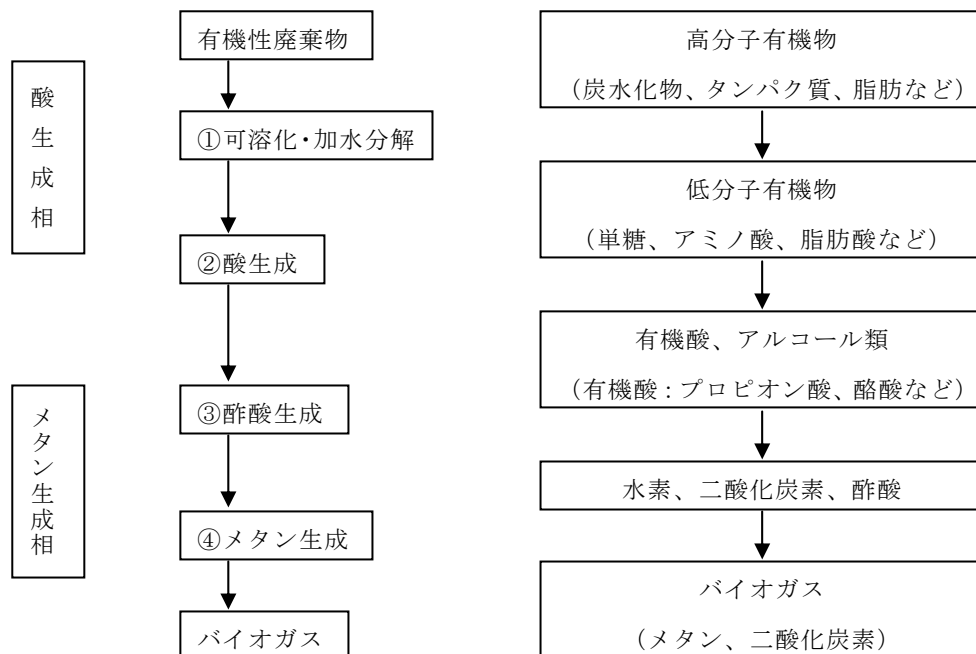 有機性廃棄物
酸生成相
①可溶化・加水分解
②酸生成
メタン生成相
③酢酸生成
④メタン生成
バイオガス
高分子有機物
（炭水化物、タンパク質、脂肪など）
低分子有機物
（単糖、アミノ酸、脂肪酸など）
有機酸、アルコール類
（有機酸：プロピオン酸、酪酸など）
水素、二酸化炭素、酢酸
バイオガス
（メタン、二酸化炭素）